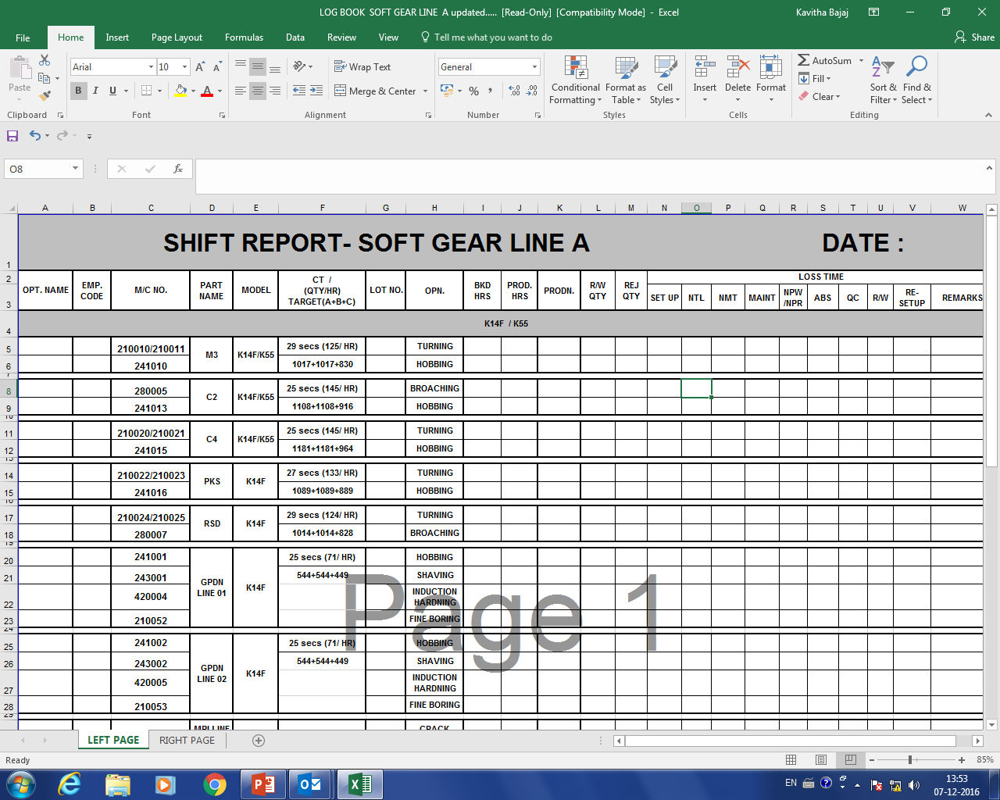 LOG BOOK  SOFT GEAR LINE  A updated.....  [Read-Only]  [Compatibility Mode]  -  Excel
Kavitha Bajaj
File Home Insert Page Layout Formulas Data Review View Tell me what you want to do Share
Paste
Arial 10
B I U A
Wrap Text
Merge & Center
General
% ,
Conditional Formatting
Format as Table
Cell Styles
Insert Delete Format
AutoSum
Fill
Clear
Sort & Filter
Find & Select
Clipboard Font Alignment Number Styles Cells Editing
O8 fx
A B C D E F G H I J K L M N O P Q R S T U V W
1 SHIFT REPORT- SOFT GEAR LINE A DATE :
2 LOSS TIME
3 OPT. NAME EMP. CODE M/C NO. PART NAME MODEL CT / (QTY/HR) TARGET(A+B+C) LOT NO. OPN. BKD HRS PROD. HRS PRODN. R/W QTY REJ QTY SET UP NTL NMT MAINT NPW /NPR ABS QC R/W RE-SETUP REMARKS
4 K14F / K55
5 210010/210011 M3 K14F/K55 29 secs (125/ HR) TURNING
6 241010 1017+1017+830 HOBBING
7
8 280005 C2 K14F/K55 25 secs (145/ HR) BROACHING
9 241013 1108+1108+916 HOBBING
10
11 210020/210021 C4 K14F/K55 25 secs (145/ HR) TURNING
12 241015 1181+1181+964 HOBBING
13
14 210022/210023 PKS K14F 27 secs (133/ HR) TURNING
15 241016 1089+1089+889 HOBBING
16
17 210024/210025 RSD K14F 29 secs (124/ HR) TURNING
18 280007 1014+1014+828 BROACHING
19
20 241001 GPDN LINE 01 K14F 25 secs (71/ HR) HOBBING
21 243001 544+544+449 SHAVING
22 420004 INDUCTION HARDNING
23 210052 FINE BORING
24
Page 1
25 241002 GPDN LINE 02 K14F 25 secs (71/ HR) HOBBING
26 243002 544+544+449 SHAVING
27 420005 INDUCTION HARDNING
28 210053 FINE BORING
29
MPI LINE CRACK
LEFT PAGE RIGHT PAGE
Ready 85%
EN 13:53
07-12-2016